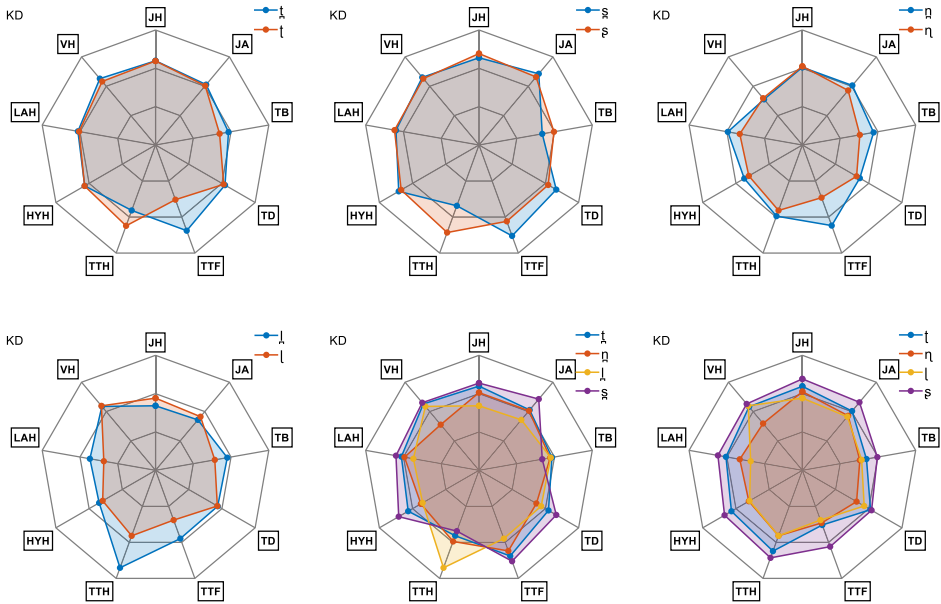 KD
JH
t̪
ʈ
VH
JA
LAH
TB
HYH
TD
TTH
TTF
KD
JH
s̪
ʂ
VH
JA
LAH
TB
HYH
TD
TTH
TTF
KD
JH
n̪
ɳ
VH
JA
LAH
TB
HYH
TD
TTH
TTF
KD
JH
l̪
ɭ
VH
JA
LAH
TB
HYH
TD
TTH
TTF
KD
JH
t̪
n̪
l̪
s̪
VH
JA
LAH
TB
HYH
TD
TTH
TTF
KD
JH
ʈ
ɳ
ɭ
ʂ
VH
JA
LAH
TB
HYH
TD
TTH
TTF